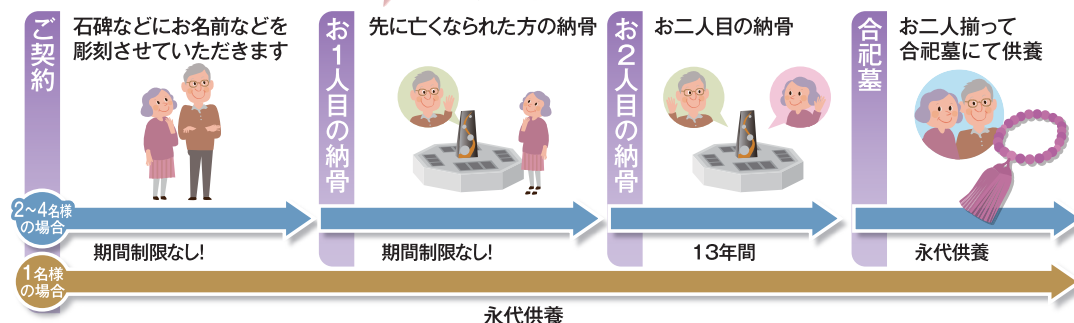 ご契約
石碑などにお名前などを
彫刻させていただきます
お1人目の納骨
先に亡くなられた方の納骨
お2人目の納骨
お二人目の納骨
合祀墓
お二人揃って
合祀墓にて供養
2〜4名様
の場合
期間制限なし!
期間制限なし!
13年間
永代供養
1名様
の場合
永代供養